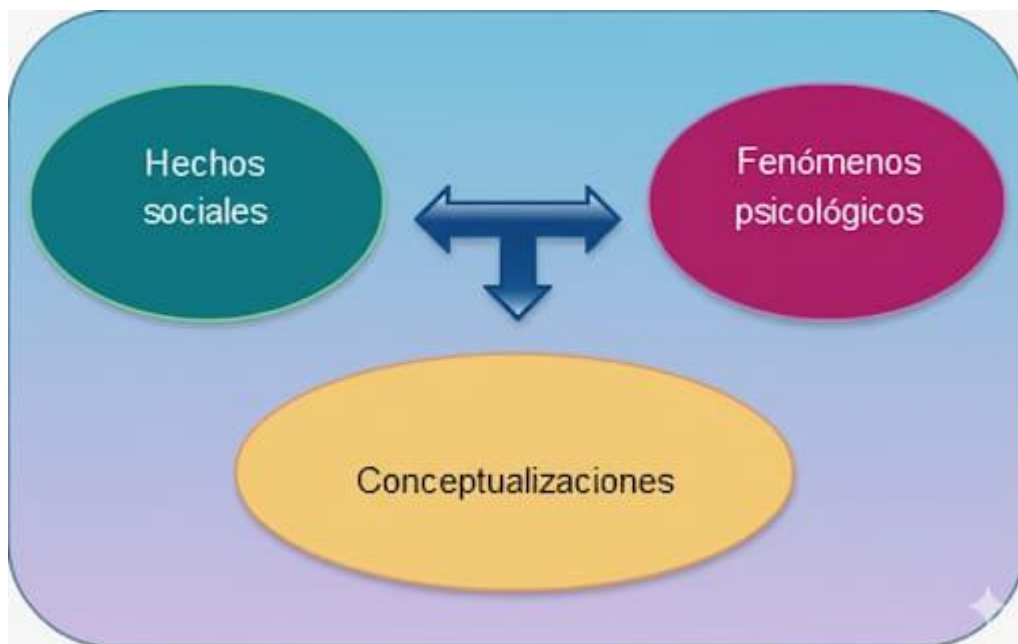 Hechos
sociales
Fenómenos
psicológicos
Conceptualizaciones